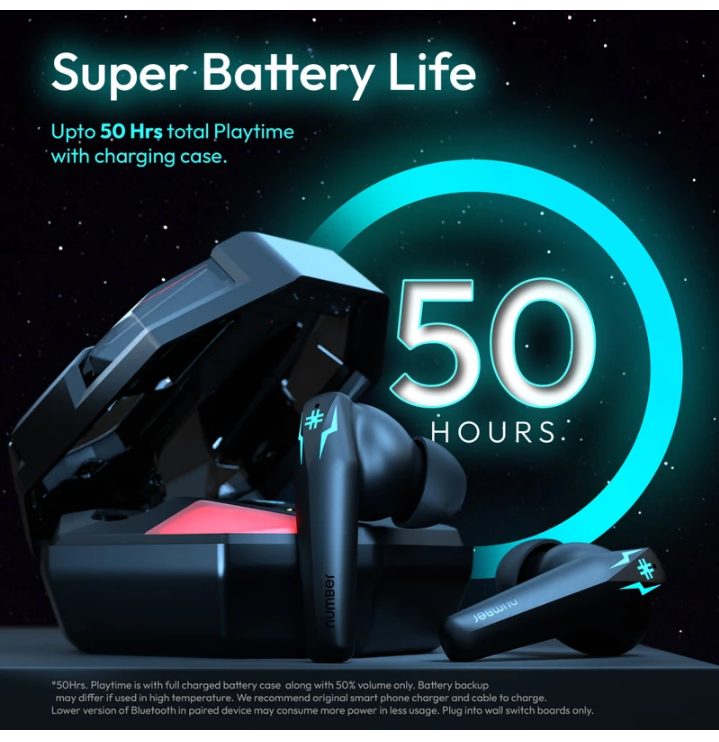 Super Battery Life
Upto 50 Hrs total Playtime
with charging case.
50
HOURS
#
#
number
number
*50Hrs. Playtime is with full charged battery case along with 50% volume only. Battery backup
may differ if used in high temperature. We recommend original smart phone charger and cable to charge.
Lower version of Bluetooth in paired device may consume more power in less usage. Plug into wall switch boards only.